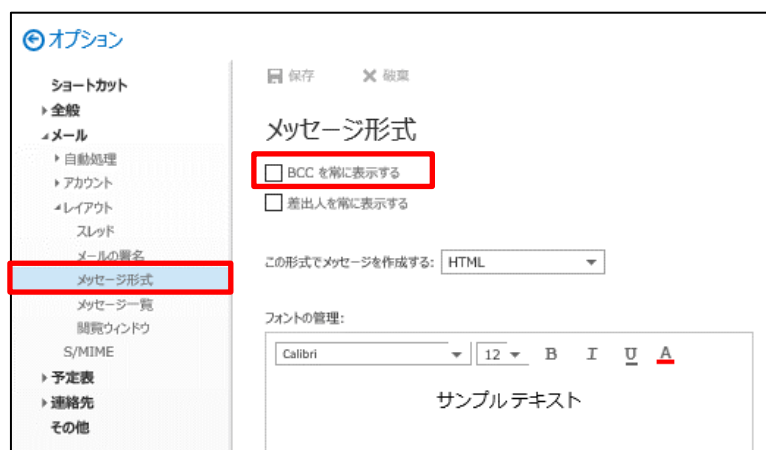 オプション
ショートカット
全般
メール
自動処理
アカウント
レイアウト
スレッド
メールの署名
メッセージ形式
メッセージ一覧
閲覧ウィンドウ
S/MIME
予定表
連絡先
その他
保存 破棄
メッセージ形式
BCC を常に表示する
差出人を常に表示する
この形式でメッセージを作成する: HTML
フォントの管理:
Calibri 12 B I U A
サンプル テキスト